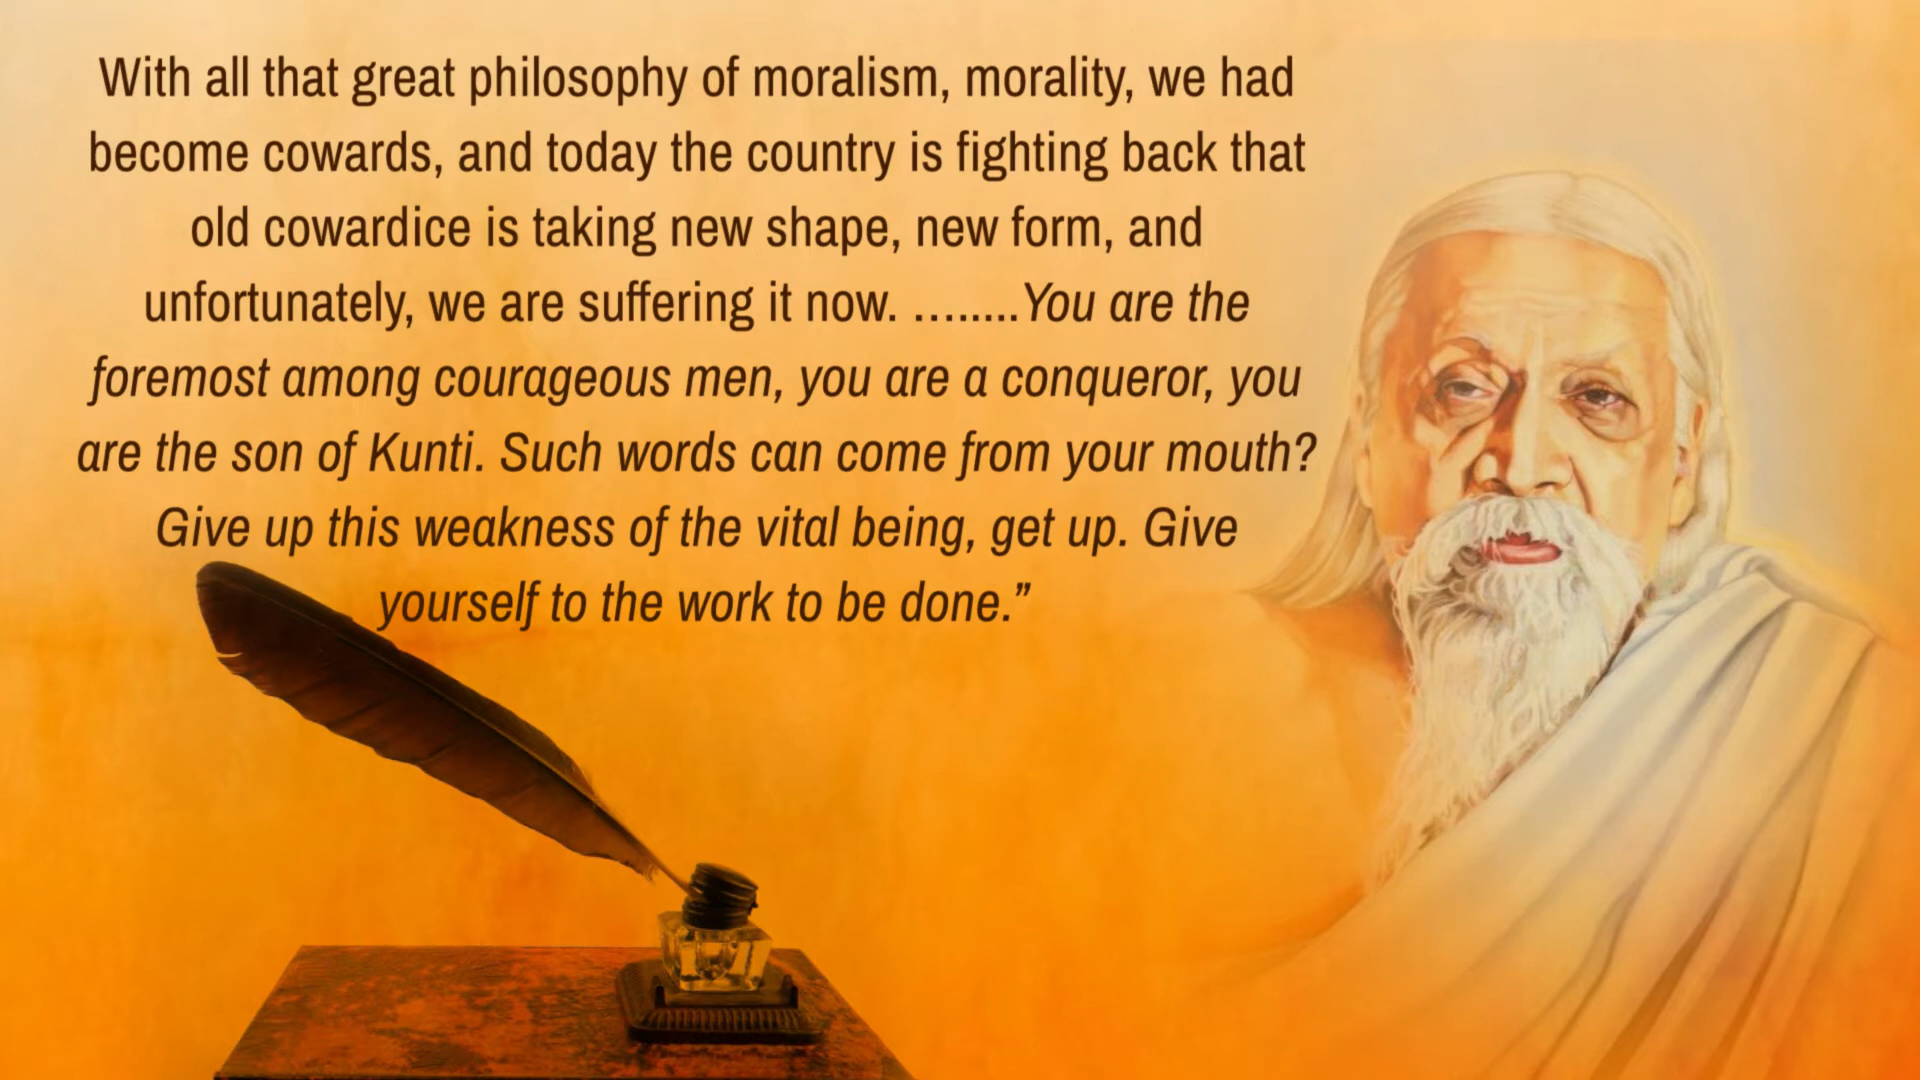 With all that great philosophy of moralism, morality, we had
become cowards, and today the country is fighting back that
old cowardice is taking new shape, new form, and
unfortunately, we are suffering it now. ........You are the
foremost among courageous men, you are a conqueror, you
are the son of Kunti. Such words can come from your mouth?
Give up this weakness of the vital being, get up. Give
yourself to the work to be done.”